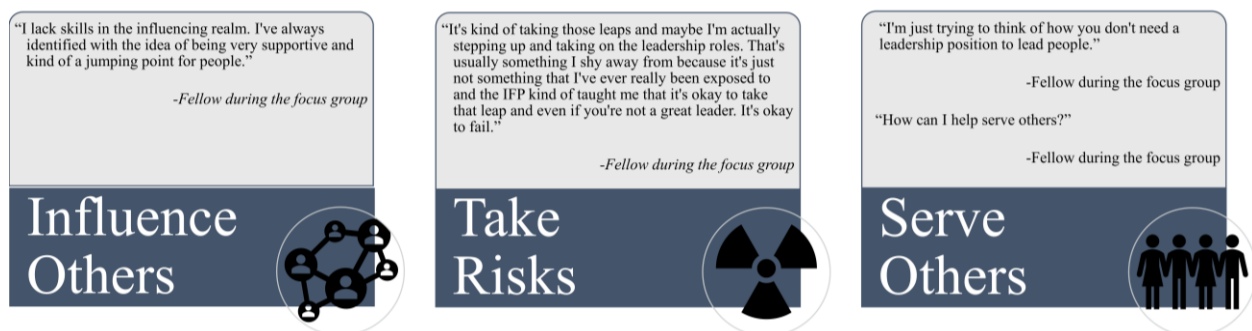 “I lack skills in the influencing realm. I've always
identified with the idea of being very supportive and
kind of a jumping point for people.”
-Fellow during the focus group
Influence
Others
“It's kind of taking those leaps and maybe I'm actually
stepping up and taking on the leadership roles. That's
usually something I shy away from because it's just
not something that I've ever really been exposed to
and the IFP kind of taught me that it's okay to take
that leap and even if you're not a great leader. It's okay
to fail.”
-Fellow during the focus group
Take
Risks
“I'm just trying to think of how you don't need a
leadership position to lead people.”
-Fellow during the focus group
“How can I help serve others?”
-Fellow during the focus group
Serve
Others